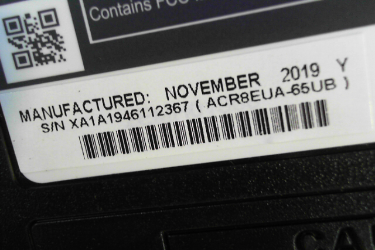 Contains FCC
MANUFACTURED: NOVEMBER 2019 Y
S/N XA1A1946112367 ( ACR8EUA-65UB )